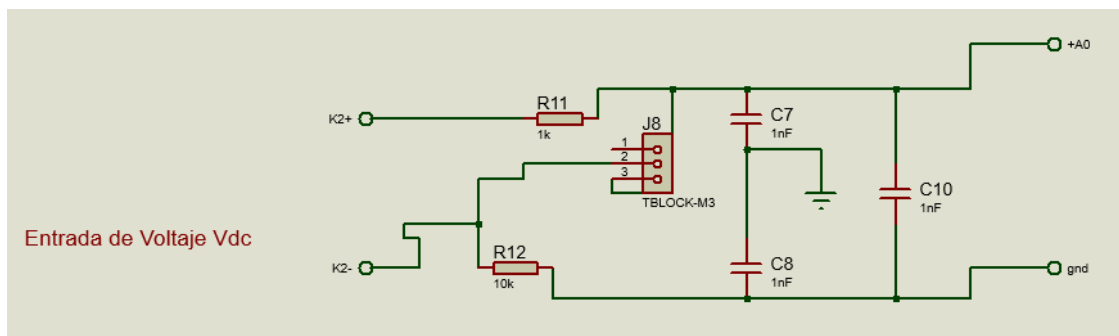 +A0
R11
1k
K2+
J8
1
2
3
TBLOCK-M3
C7
1nF
C10
1nF
Entrada de Voltaje Vdc
K2-
R12
10k
C8
1nF
gnd